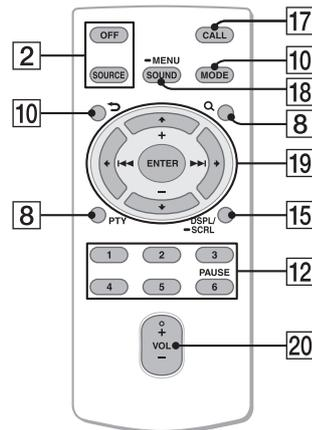 17
OFF
CALL
2
– MENU
10
SOURCE
SOUND
MODE
18
10
8
+
19
ENTER
–
8
PTY
DSPL/
– SCRL
15
1
2
3
PAUSE
12
4
5
6
+
VOL
–
20